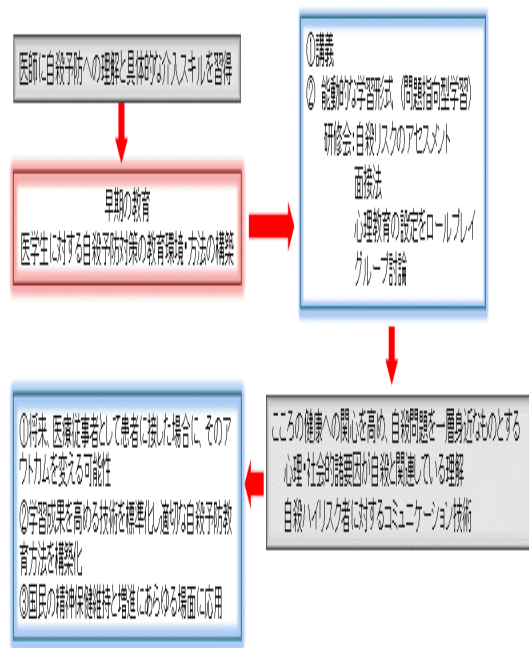 医師に自殺予防への理解と具体的な介入スキルを習得
早期の教育
医学生に対する自殺予防対策の教育環境・方法の構築
①講義
② 能動的な学習形式（問題指向型学習）
研修会：自殺リスクのアセスメント
面接法
心理教育の設定をロールプレイ
グループ討論
こころの健康への関心を高め、自殺問題を一層身近なものとする
心理・社会的諸要因が自殺と関連している理解
自殺ハイリスク者に対するコミュニケーション技術
①将来、医療従事者として患者に接した場合に、そのア
ウトカムを変える可能性
②学習成果を高める技術を標準化し適切な自殺予防教
育方法を構築化
③国民の精神保健維持と増進にあらゆる場面に応用